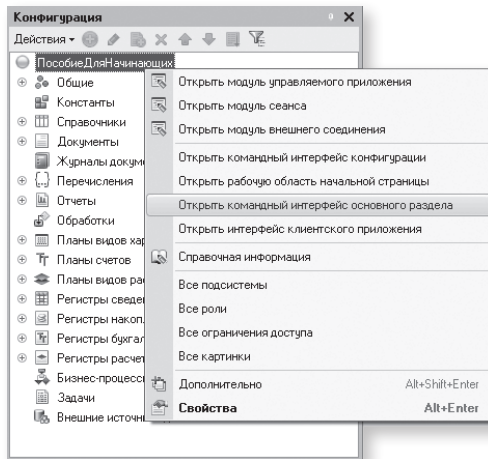 Конфигурация
Действия
ПособиеДляНачинающих
Общие
Константы
Справочники
Документы
Журналы докум
Перечисления
Отчеты
Обработки
Планы видов хар
Планы счетов
Планы видов ра
Регистры сведе
Регистры накоп.
Регистры бухгал
Регистры расчет
Бизнес-процесс
Задачи
Внешние источн
Открыть модуль управляемого приложения
Открыть модуль сеанса
Открыть модуль внешнего соединения
Открыть командный интерфейс конфигурации
Открыть рабочую область начальной страницы
Открыть командный интерфейс основного раздела
Открыть интерфейс клиентского приложения
Справочная информация
Все подсистемы
Все роли
Все ограничения доступа
Все картинки
Дополнительно Alt+Shift+Enter
Свойства Alt+Enter